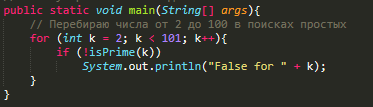 public static void main(String[] args){
// Перебираю числа от 2 до 100 в поисках простых
for (int k = 2; k < 101; k++){
if (!isPrime(k))
System.out.println("False for " + k);
}
}